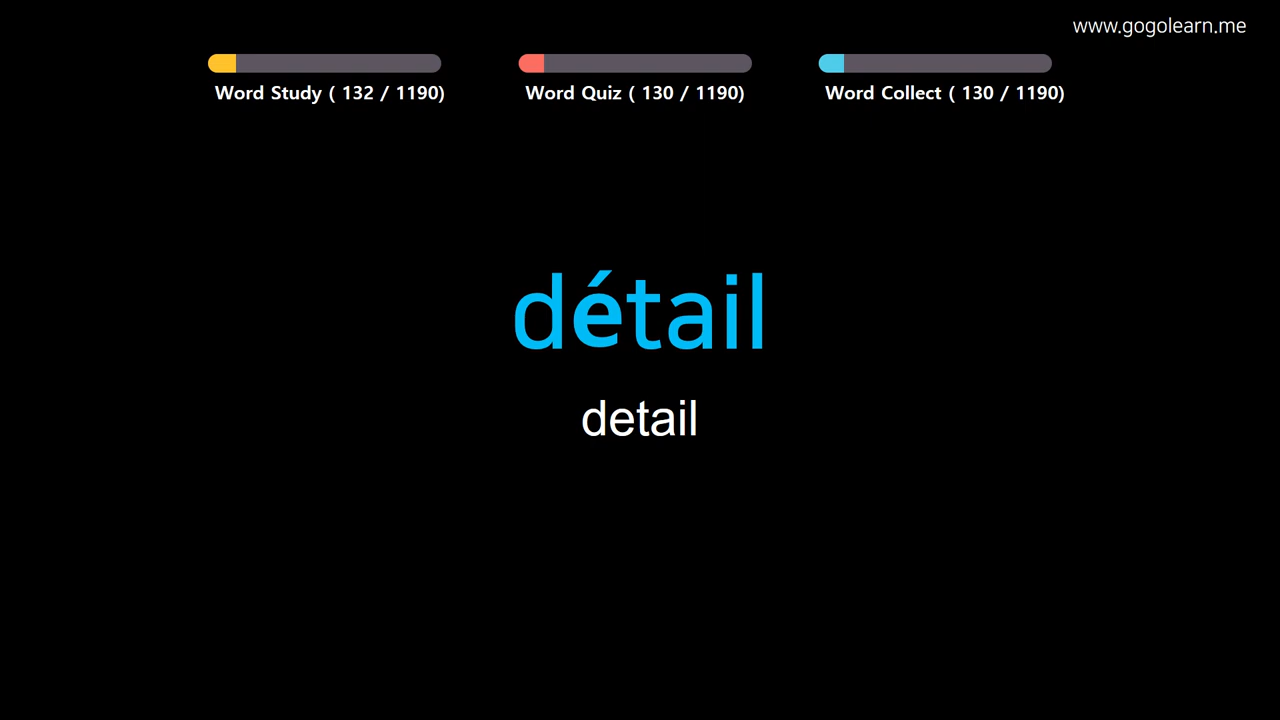 www.gogolearn.me
Word Study ( 132 / 1190)
Word Quiz ( 130 / 1190)
Word Collect ( 130 / 1190)
détail
detail